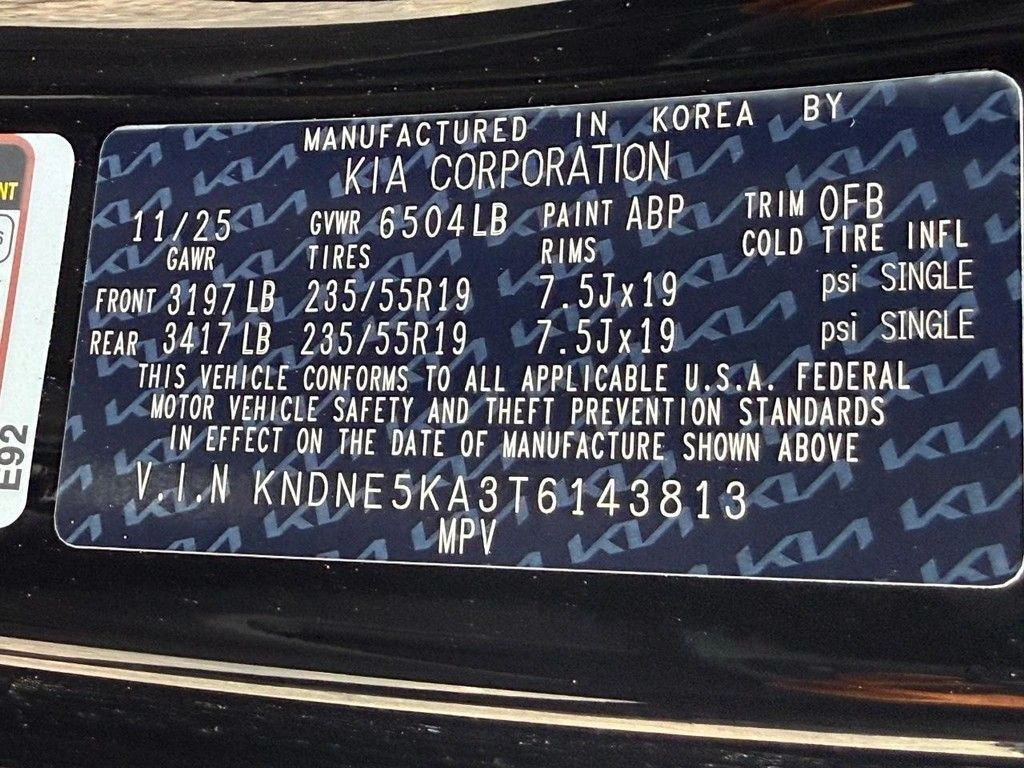 MANUFACTURED IN KOREA BY
KIA CORPORATION
11/25 GVWR 6504LB PAINT ABP TRIM OFB
GAWR TIRES RIMS COLD TIRE INFL
FRONT 3197 LB 235/55R19 7.5Jx19 psi SINGLE
REAR 3417 LB 235/55R19 7.5Jx19 psi SINGLE
THIS VEHICLE CONFORMS TO ALL APPLICABLE U.S.A. FEDERAL
MOTOR VEHICLE SAFETY AND THEFT PREVENTION STANDARDS
IN EFFECT ON THE DATE OF MANUFACTURE SHOWN ABOVE
V.I.N KNDNE5KA3T6143813
MPV
NT
E92